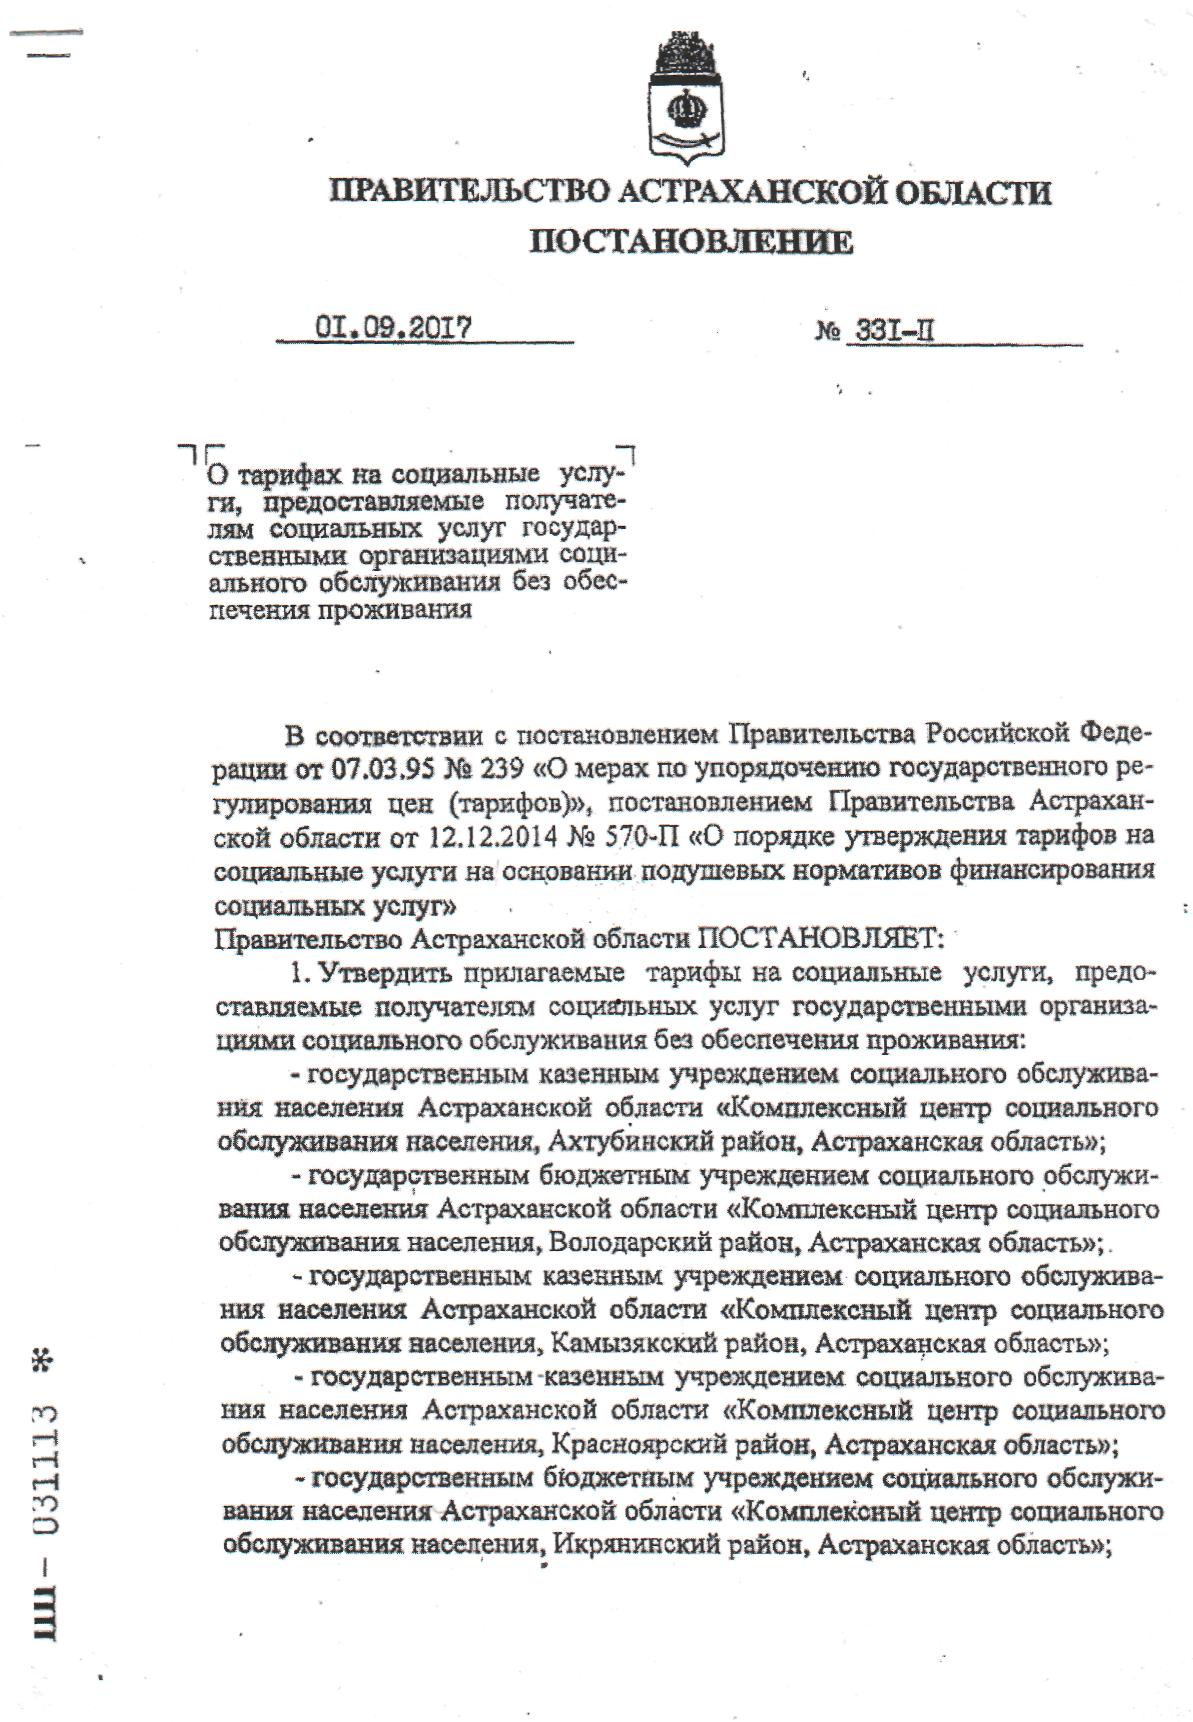 ПРАВИТЕЛЬСТВО АСТРАХАНСКОЙ ОБЛАСТИ
ПОСТАНОВЛЕНИЕ
01.09.2017 № 331-П
О тарифах на социальные услу-
ги, предоставляемые получате-
лям социальных услуг государ-
ственными организациями соци-
ального обслуживания без обес-
печения проживания
В соответствии с постановлением Правительства Российской Феде-
рации от 07.03.95 № 239 «О мерах по упорядочению государственного ре-
гулирования цен (тарифов)», постановлением Правительства Астрахан-
ской области от 12.12.2014 № 570-П «О порядке утверждения тарифов на
социальные услуги на основании подушевых нормативов финансирования
социальных услуг»
Правительство Астраханской области ПОСТАНОВЛЯЕТ:
1. Утвердить прилагаемые тарифы на социальные услуги, предо-
ставляемые получателям социальных услуг государственными организа-
циями социального обслуживания без обеспечения проживания:
- государственным казенным учреждением социального обслужива-
ния населения Астраханской области «Комплексный центр социального
обслуживания населения, Ахтубинский район, Астраханская область»;
- государственным бюджетным учреждением социального обслужи-
вания населения Астраханской области «Комплексный центр социального
обслуживания населения, Володарский район, Астраханская область»;
- государственным казенным учреждением социального обслужива-
ния населения Астраханской области «Комплексный центр социального
обслуживания населения, Камызякский район, Астраханская область»;
- государственным казенным учреждением социального обслужива-
ния населения Астраханской области «Комплексный центр социального
обслуживания населения, Красноярский район, Астраханская область»;
- государственным бюджетным учреждением социального обслужи-
вания населения Астраханской области «Комплексный центр социального
обслуживания населения, Икрянинский район, Астраханская область»;
031113 *